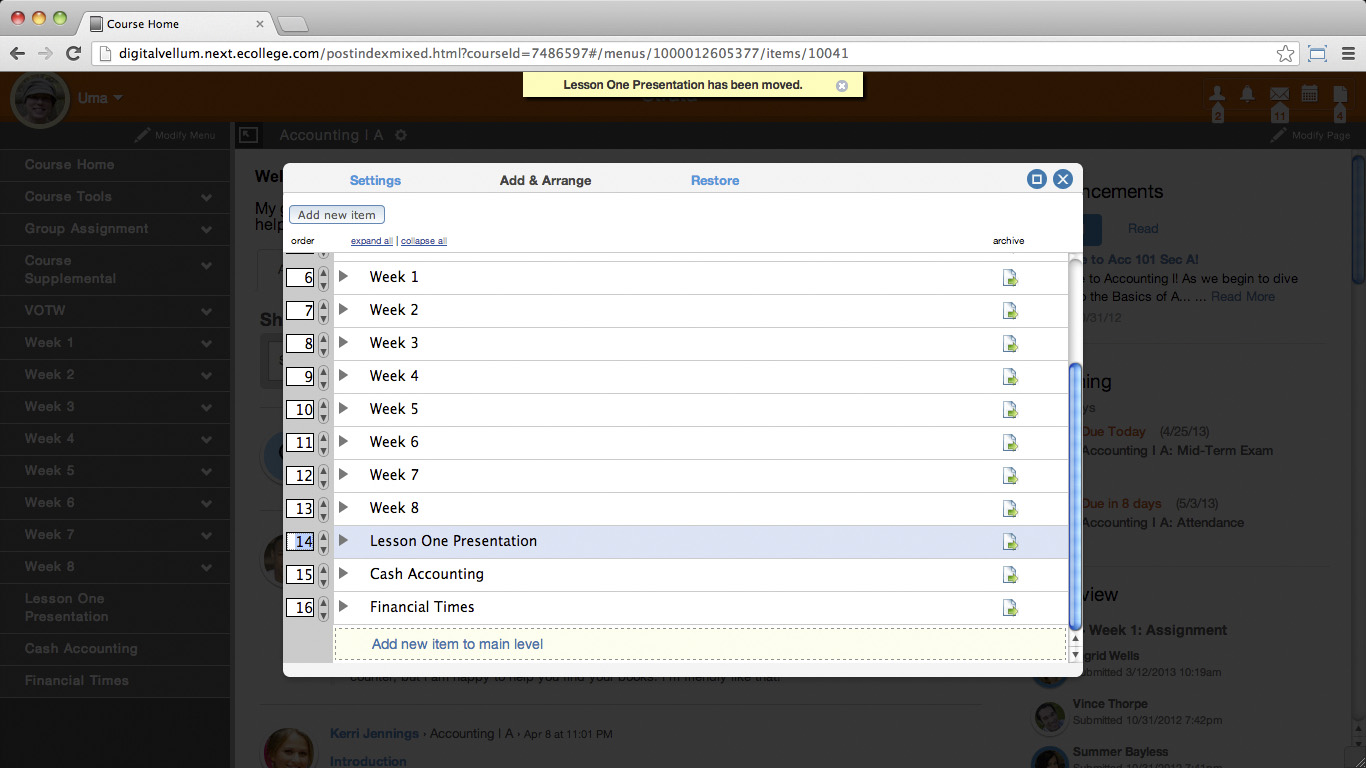 Course Home
digitalvellum.next.ecollege.com/postindexmixed.html?courseId=7486597#/menus/1000012605377/items/10041
Lesson One Presentation has been moved.
Uma
2
11
4
Modify Menu
Accounting I A
Modify Page
Course Home
Course Tools
Group Assignment
Course
Supplemental
VOTW
Week 1
Week 2
Week 3
Week 4
Week 5
Week 6
Week 7
Week 8
Lesson One
Presentation
Cash Accounting
Financial Times
Wel
My g
help
Sh
Settings
Add & Arrange
Restore
Add new item
order
expand all | collapse all
archive
6 Week 1
7 Week 2
8 Week 3
9 Week 4
10 Week 5
11 Week 6
12 Week 7
13 Week 8
14 Lesson One Presentation
15 Cash Accounting
16 Financial Times
Add new item to main level
counter, but I am happy to help you find your books. I'm friendly like that.
Kerri Jennings › Accounting I A › Apr 8 at 11:01 PM
Introduction
ncements
Read
e to Acc 101 Sec A!
e to Accounting I! As we begin to dive
o the Basics of A... ... Read More
/31/12
ning
ys
Due Today (4/25/13)
Accounting I A: Mid-Term Exam
Due in 8 days (5/3/13)
Accounting I A: Attendance
view
Week 1: Assignment
grid Wells
Submitted 3/12/2013 10:19am
Vince Thorpe
Submitted 10/31/2012 7:42pm
Summer Bayless
Submitted 10/31/2012 7:41pm